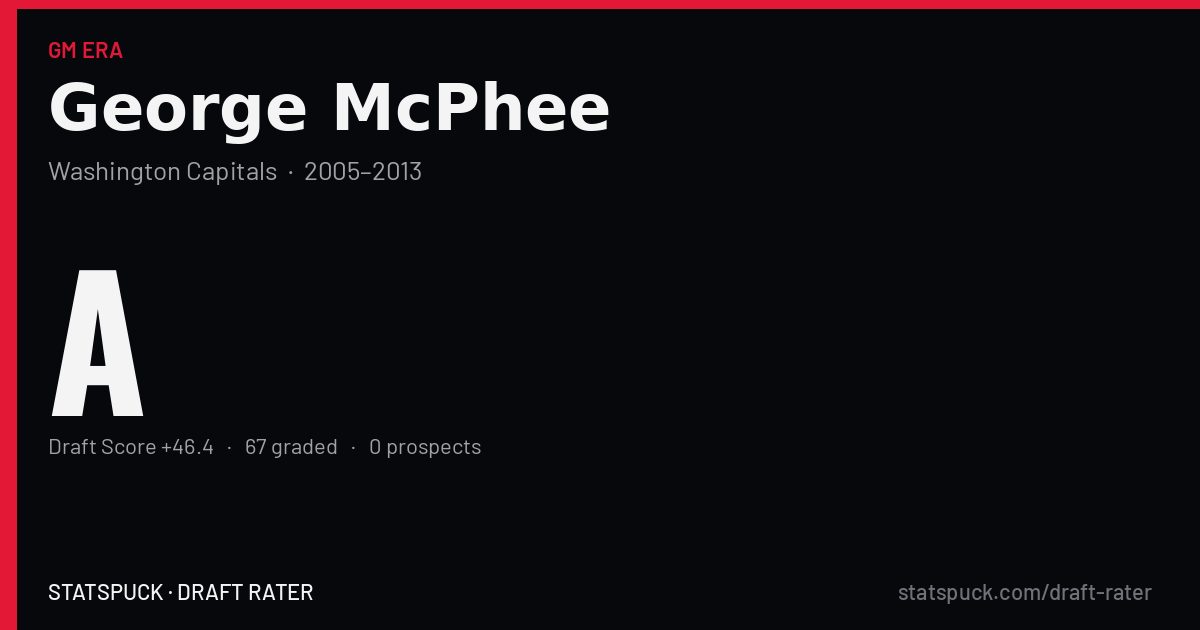 GM ERA
George McPhee
Washington Capitals · 2005–2013
A
Draft Score +46.4 · 67 graded · 0 prospects
STATSPUCK · DRAFT RATER
statspuck.com/draft-rater